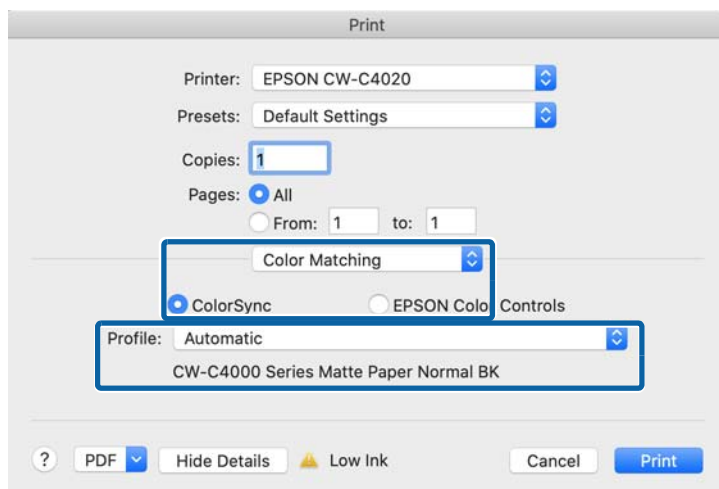 Print
Printer: EPSON CW-C4020
Presets: Default Settings
Copies: 1
Pages: All
From: 1 to: 1
Color Matching
ColorSync EPSON Color Controls
Profile: Automatic
CW-C4000 Series Matte Paper Normal BK
? PDF Hide Details Low Ink Cancel Print